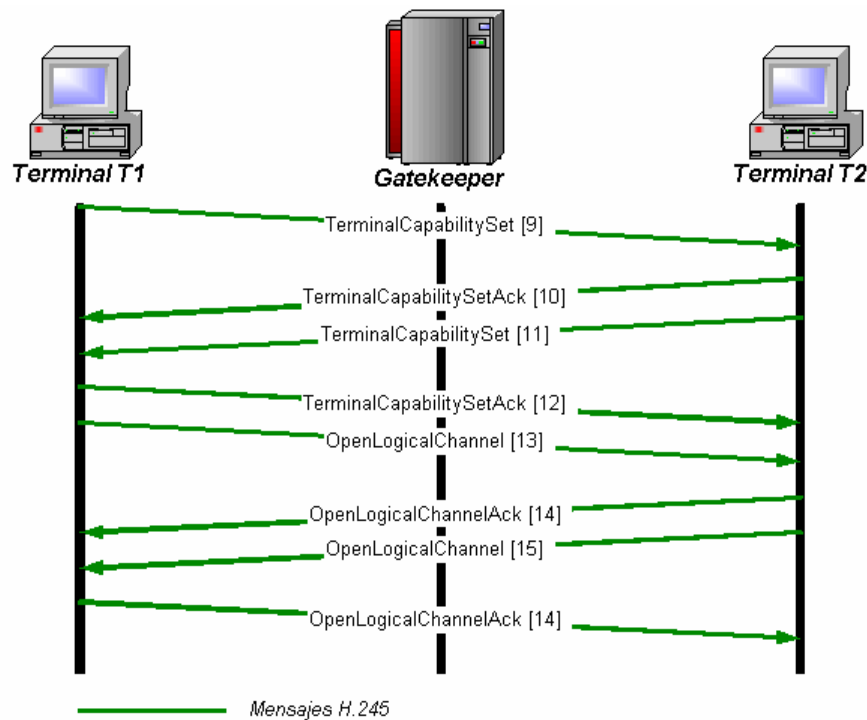 Terminal T1
Gatekeeper
Terminal T2
TerminalCapabilitySet [9]
TerminalCapabilitySetAck [10]
TerminalCapabilitySet [11]
TerminalCapabilitySetAck [12]
OpenLogicalChannel [13]
OpenLogicalChannelAck [14]
OpenLogicalChannel [15]
OpenLogicalChannelAck [14]
Mensajes H.245